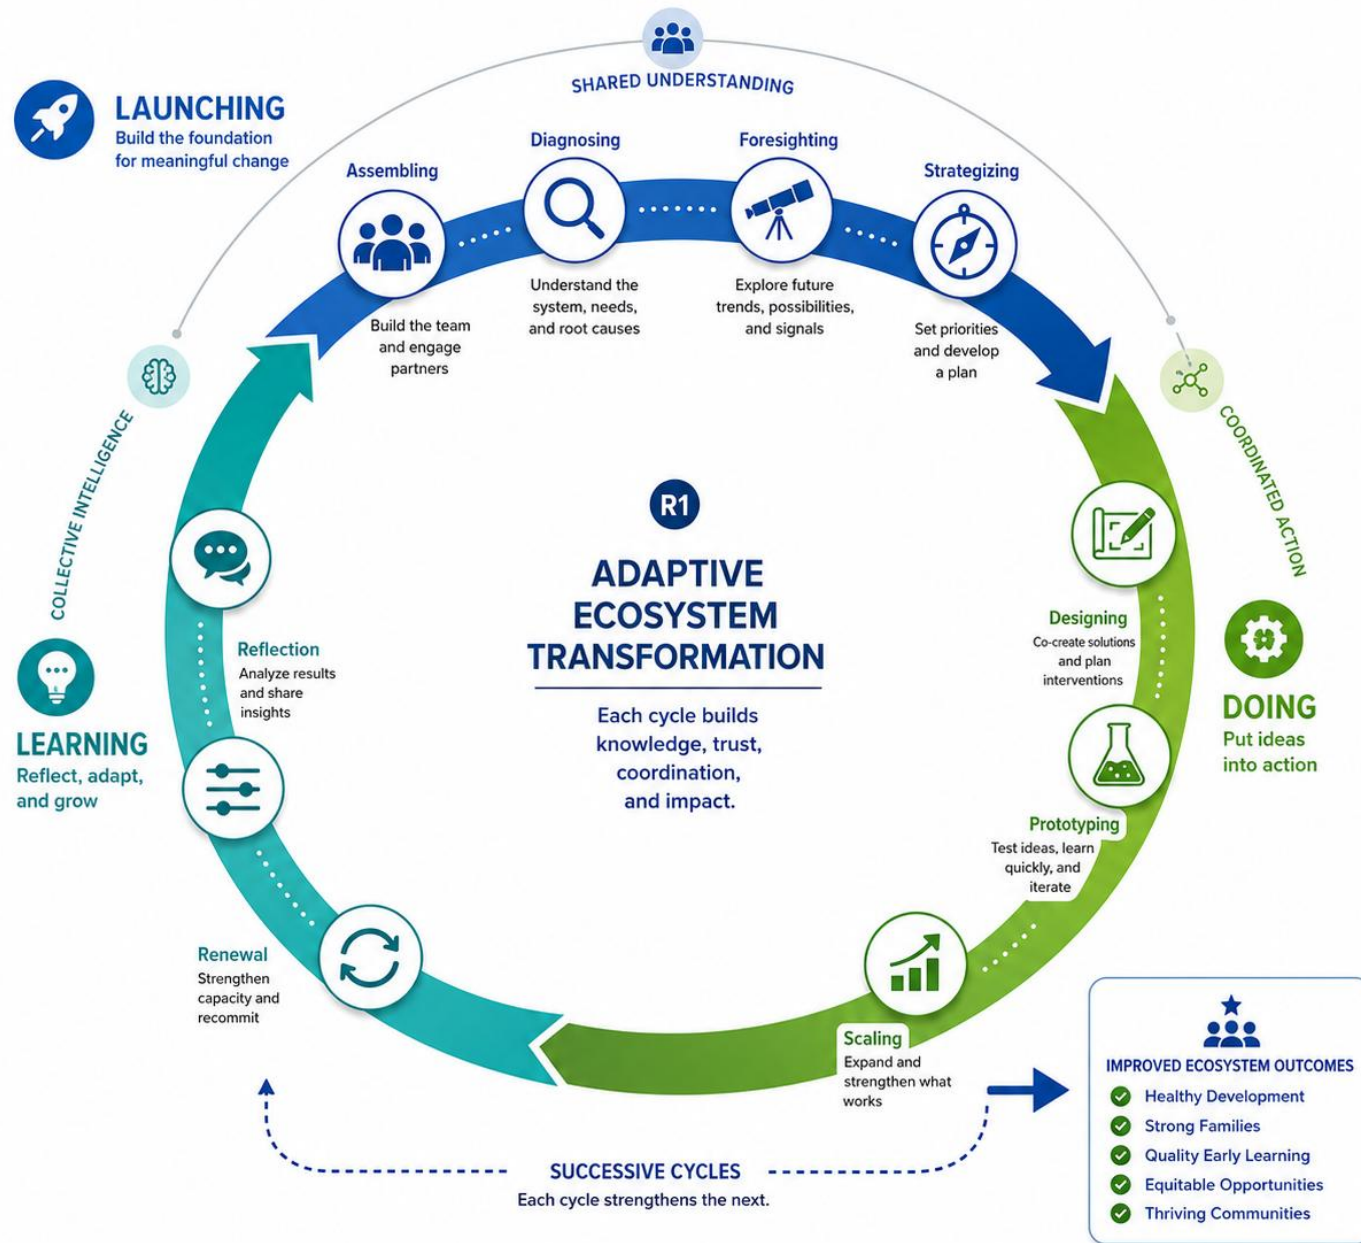 SHARED UNDERSTANDING
LAUNCHING
Build the foundation
for meaningful change
Assembling
Build the team
and engage
partners
Diagnosing
Understand the
system, needs,
and root causes
Foresighting
Explore future
trends, possibilities,
and signals
Strategizing
Set priorities
and develop
a plan
COORDINATED ACTION
DOING
Put ideas
into action
Designing
Co-create solutions
and plan
interventions
Prototyping
Test ideas, learn
quickly, and
iterate
Scaling
Expand and
strengthen what
works
COLLECTIVE INTELLIGENCE
LEARNING
Reflect, adapt,
and grow
Reflection
Analyze results
and share
insights
Renewal
Strengthen
capacity and
recommit
R1
ADAPTIVE
ECOSYSTEM
TRANSFORMATION
Each cycle builds
knowledge, trust,
coordination,
and impact.
SUCCESSIVE CYCLES
Each cycle strengthens the next.
IMPROVED ECOSYSTEM OUTCOMES
Healthy Development
Strong Families
Quality Early Learning
Equitable Opportunities
Thriving Communities